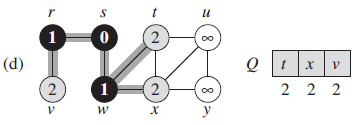 r s t u
1 0 2 ∞
(d) Q t x v
2 1 2 ∞ 2 2 2
v w x y